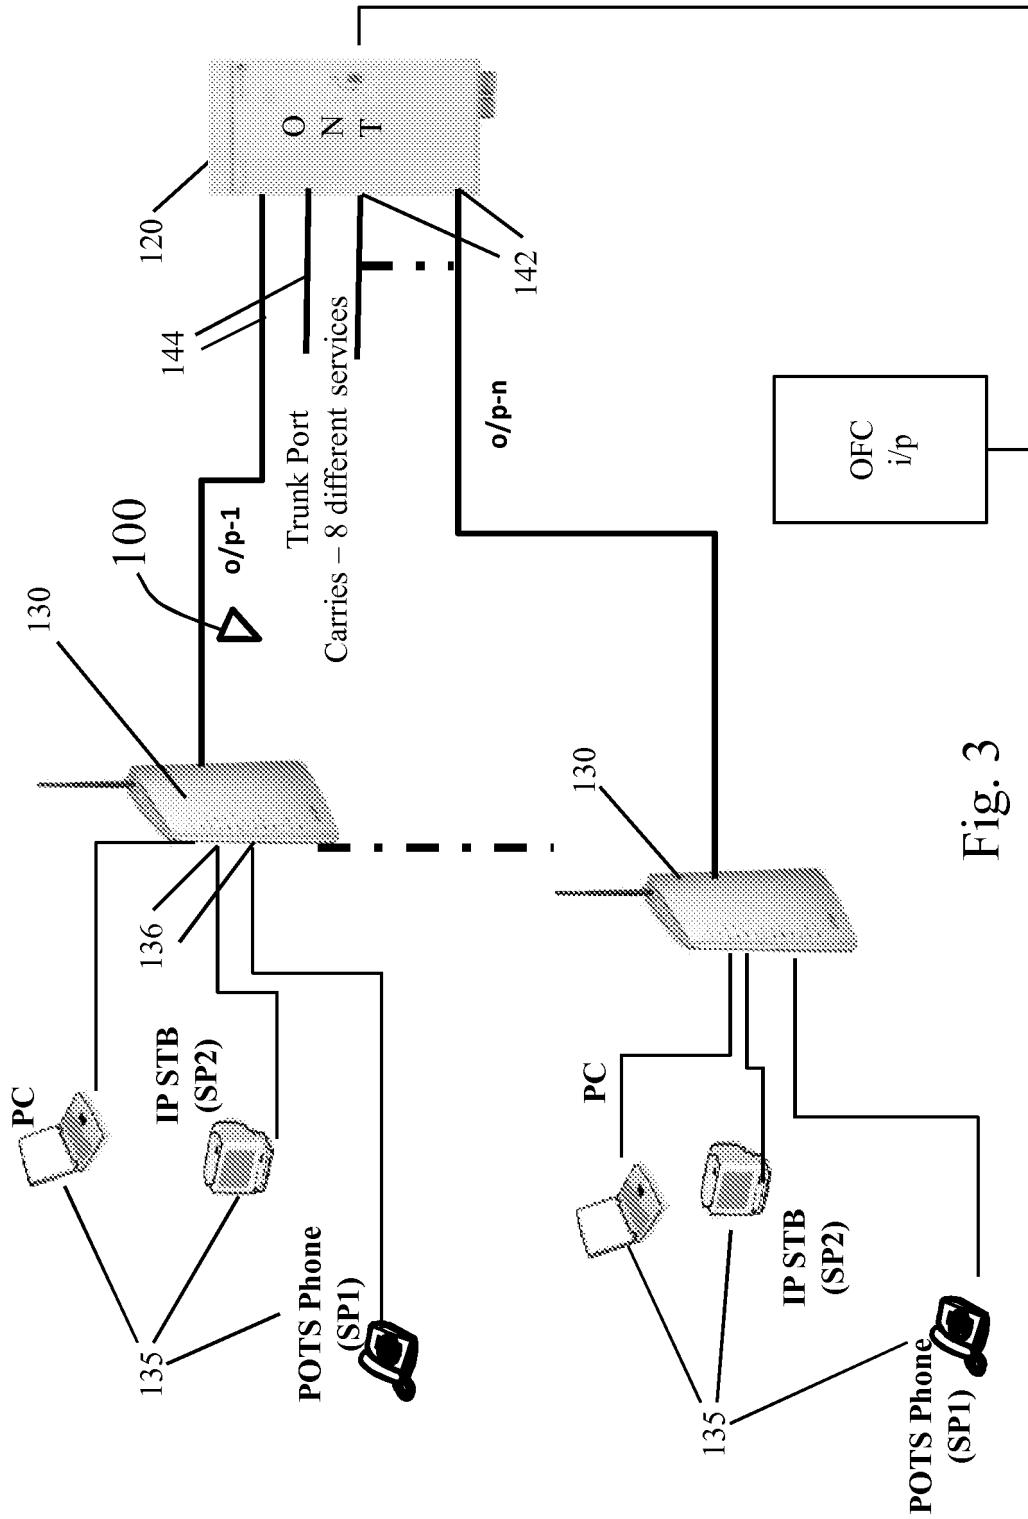 PC
130
100
120
135
136
IP STB
(SP2)
144
o/p-1
POTS Phone
(SP1)
Trunk Port
Carries – 8 different services
O
N
T
o/p-n
142
130
PC
135
IP STB
(SP2)
OFC
i/p
POTS Phone
(SP1)
Fig. 3